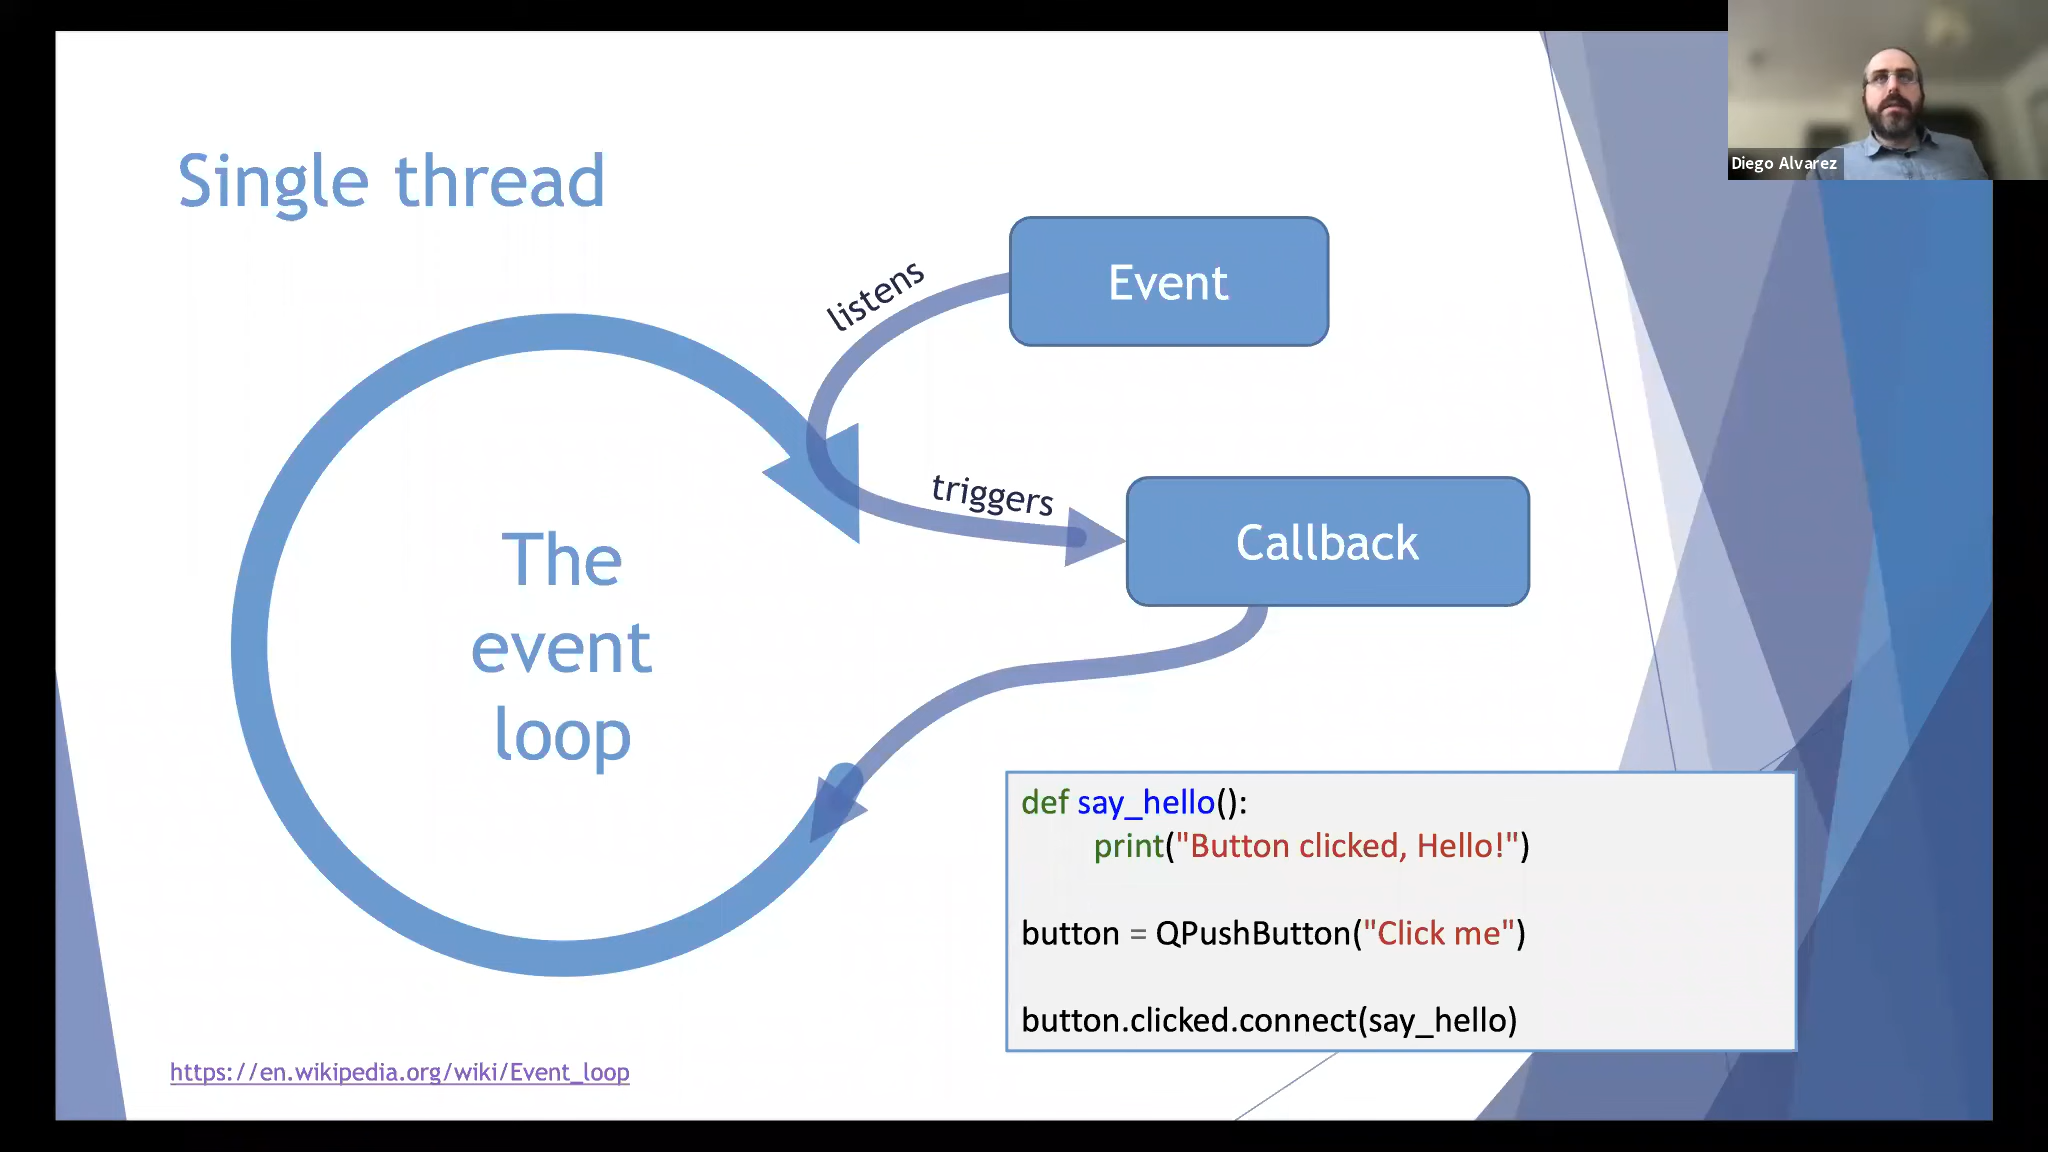 Diego Alvarez
Single thread
Event
listens
triggers
Callback
The
event
loop
def say_hello():
print("Button clicked, Hello!")
button = QPushButton("Click me")
button.clicked.connect(say_hello)
https://en.wikipedia.org/wiki/Event_loop